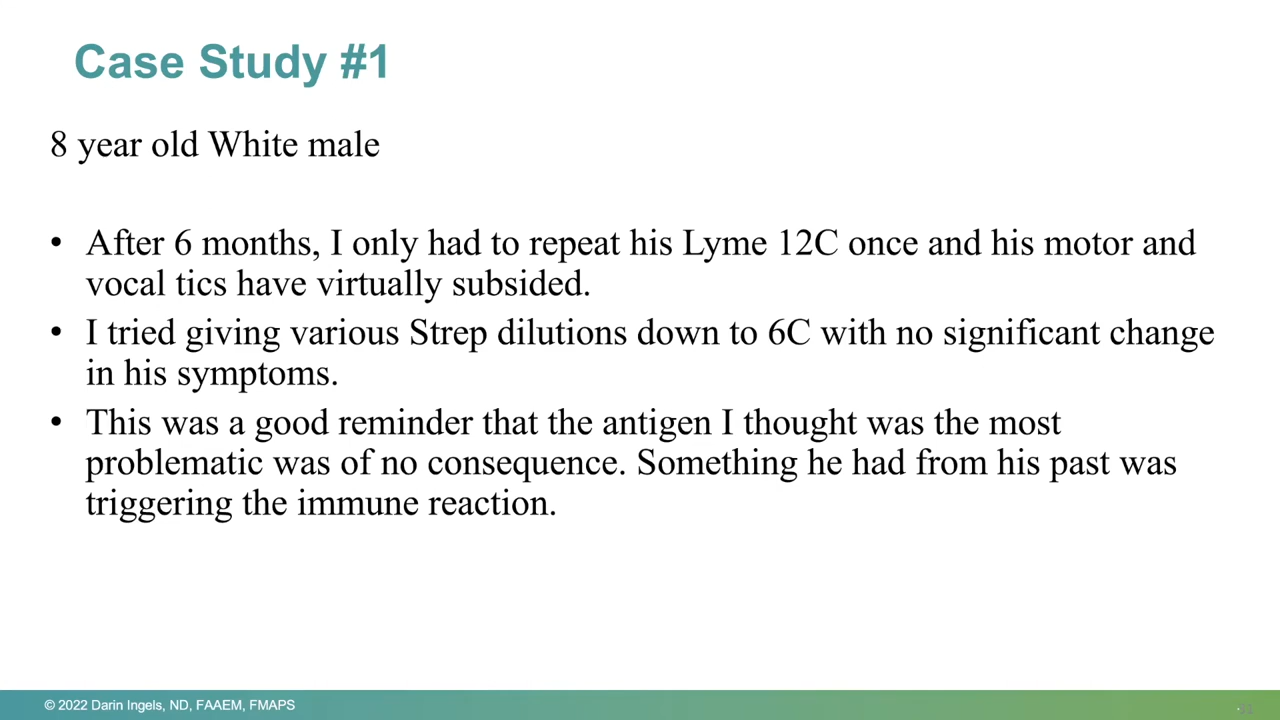 Case Study #1
8 year old White male
• After 6 months, I only had to repeat his Lyme 12C once and his motor and
vocal tics have virtually subsided.
• I tried giving various Strep dilutions down to 6C with no significant change
in his symptoms.
• This was a good reminder that the antigen I thought was the most
problematic was of no consequence. Something he had from his past was
triggering the immune reaction.
© 2022 Darin Ingels, ND, FAAEM, FMAPS